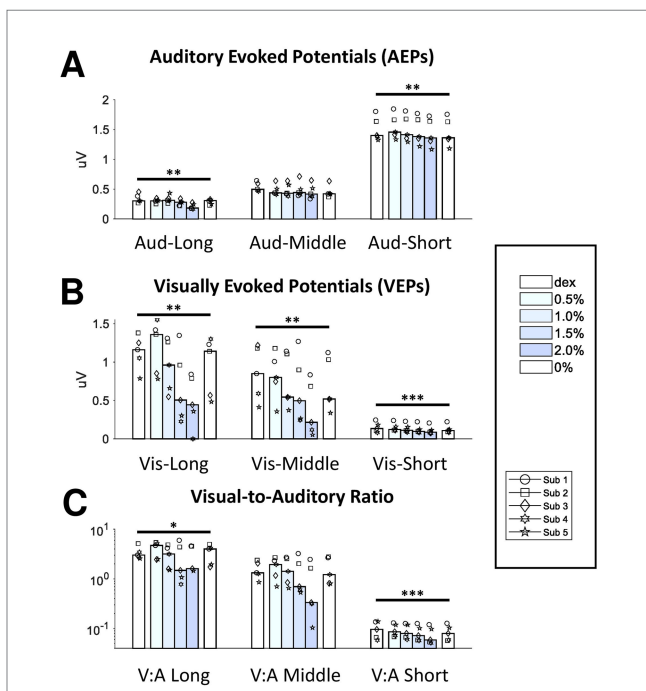 A
Auditory Evoked Potentials (AEPs)
**
2
1.5
1
0.5
0
uV
**
Aud-Long Aud-Middle Aud-Short
B
Visually Evoked Potentials (VEPs)
**
**
***
1.5
1
0.5
0
uV
Vis-Long Vis-Middle Vis-Short
C
Visual-to-Auditory Ratio
*
***
10^1
10^0
10^-1
V:A Long V:A Middle V:A Short
dex
0.5%
1.0%
1.5%
2.0%
0%
Sub 1
Sub 2
Sub 3
Sub 4
Sub 5